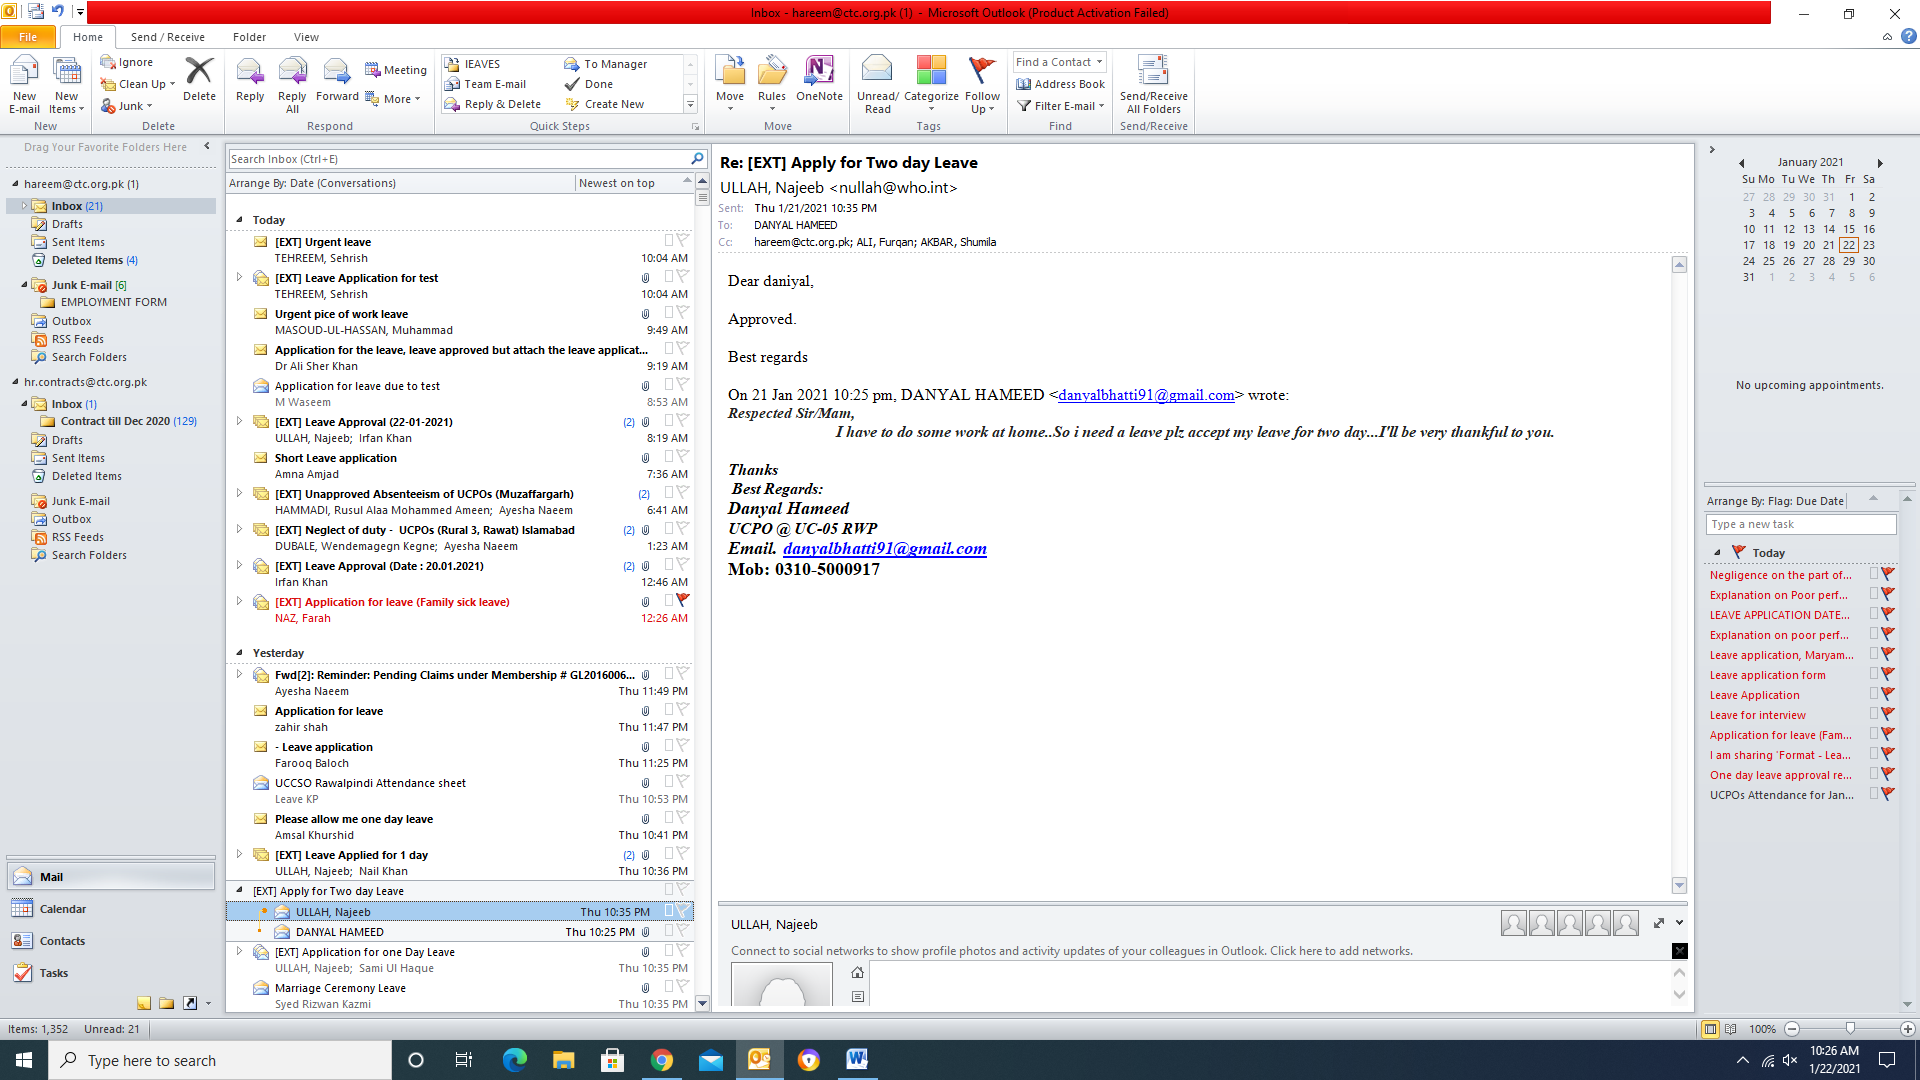 Inbox - hareem@ctc.org.pk (1) - Microsoft Outlook (Product Activation Failed)
File Home Send / Receive Folder View
New E-mail
New Items
New
Ignore
Clean Up
Junk
Delete
Delete
Reply
Reply All
Forward
Meeting
More
Respond
lEAVES
Team E-mail
Reply & Delete
To Manager
Done
Create New
Quick Steps
Move
Rules
OneNote
Move
Unread/ Read
Categorize
Follow Up
Tags
Find a Contact
Address Book
Filter E-mail
Find
Send/Receive All Folders
Send/Receive
Drag Your Favorite Folders Here
hareem@ctc.org.pk (1)
Inbox (21)
Drafts
Sent Items
Deleted Items (4)
Junk E-mail [6]
EMPLOYMENT FORM
Outbox
RSS Feeds
Search Folders
hr.contracts@ctc.org.pk
Inbox (1)
Contract till Dec 2020 (129)
Drafts
Sent Items
Deleted Items
Junk E-mail
Outbox
RSS Feeds
Search Folders
Mail
Calendar
Contacts
Tasks
Search Inbox (Ctrl+E)
Arrange By: Date (Conversations) Newest on top
Today
[EXT] Urgent leave
TEHREEM, Sehrish 10:04 AM
[EXT] Leave Application for test
TEHREEM, Sehrish 10:04 AM
Urgent pice of work leave
MASOUD-UL-HASSAN, Muhammad 9:49 AM
Application for the leave, leave approved but attach the leave applicat...
Dr Ali Sher Khan 9:19 AM
Application for leave due to test
M Waseem 8:53 AM
[EXT] Leave Approval (22-01-2021) (2)
ULLAH, Najeeb; Irfan Khan 8:19 AM
Short Leave application
Amna Amjad 7:36 AM
[EXT] Unapproved Absenteeism of UCPOs (Muzaffargarh) (2)
HAMMADI, Rusul Alaa Mohammed Ameen; Ayesha Naeem 6:41 AM
[EXT] Neglect of duty - UCPOs (Rural 3, Rawat) Islamabad (2)
DUBALE, Wendemagegn Kegne; Ayesha Naeem 1:23 AM
[EXT] Leave Approval (Date : 20.01.2021) (2)
Irfan Khan 12:46 AM
[EXT] Application for leave (Family sick leave)
NAZ, Farah 12:26 AM
Yesterday
Fwd[2]: Reminder: Pending Claims under Membership # GL2016006...
Ayesha Naeem Thu 11:49 PM
Application for leave
zahir shah Thu 11:47 PM
- Leave application
Farooq Baloch Thu 11:25 PM
UCCSO Rawalpindi Attendance sheet
Leave KP Thu 10:53 PM
Please allow me one day leave
Amsal Khurshid Thu 10:41 PM
[EXT] Leave Applied for 1 day (2)
ULLAH, Najeeb; Nail Khan Thu 10:36 PM
[EXT] Apply for Two day Leave
ULLAH, Najeeb Thu 10:35 PM
DANYAL HAMEED Thu 10:25 PM
[EXT] Application for one Day Leave
ULLAH, Najeeb; Sami Ul Haque Thu 10:35 PM
Marriage Ceremony Leave
Syed Rizwan Kazmi Thu 10:35 PM
Re: [EXT] Apply for Two day Leave
ULLAH, Najeeb <nullah@who.int>
Sent: Thu 1/21/2021 10:35 PM
To: DANYAL HAMEED
Cc: hareem@ctc.org.pk; ALI, Furqan; AKBAR, Shumila
Dear daniyal,
Approved.
Best regards
On 21 Jan 2021 10:25 pm, DANYAL HAMEED <danyalbhatti91@gmail.com> wrote:
Respected Sir/Mam,
I have to do some work at home..So i need a leave plz accept my leave for two day...I'll be very thankful to you.
Thanks
Best Regards:
Danyal Hameed
UCPO @ UC-05 RWP
Email. danyalbhatti91@gmail.com
Mob: 0310-5000917
ULLAH, Najeeb
Connect to social networks to show profile photos and activity updates of your colleagues in Outlook. Click here to add networks.
January 2021
Su Mo Tu We Th Fr Sa
27 28 29 30 31 1 2
3 4 5 6 7 8 9
10 11 12 13 14 15 16
17 18 19 20 21 22 23
24 25 26 27 28 29 30
31 1 2 3 4 5 6
No upcoming appointments.
Arrange By: Flag: Due Date
Type a new task
Today
Negligence on the part of...
Explanation on Poor perf...
LEAVE APPLICATION DATE...
Explanation on poor perf...
Leave application, Maryam...
Leave application form
Leave Application
Leave for interview
Application for leave (Fam...
I am sharing 'Format - Lea...
One day leave approval re...
UCPOs Attendance for Jan...
Items: 1,352 Unread: 21
100%
Type here to search
10:26 AM
1/22/2021